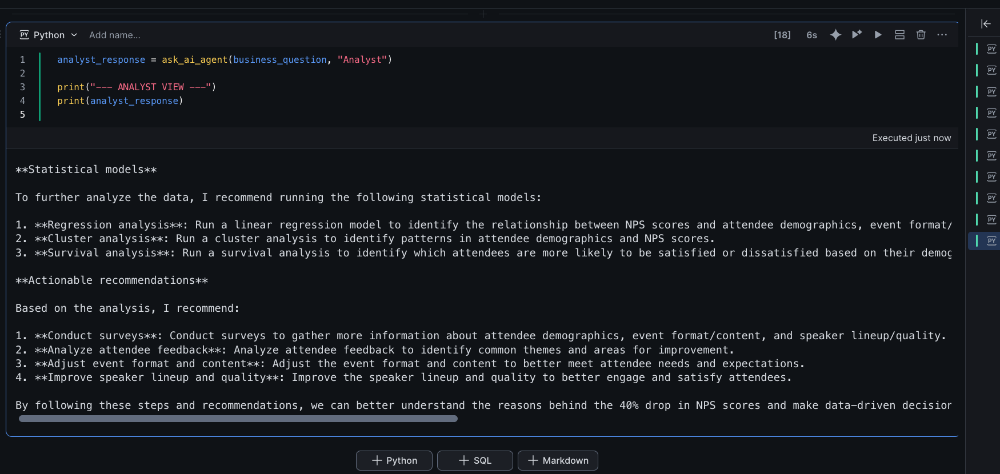 PY Python Add name... [18] 6s
1 analyst_response = ask_ai_agent(business_question, "Analyst")
2
3 print("--- ANALYST VIEW ---")
4 print(analyst_response)
5
Executed just now
**Statistical models**
To further analyze the data, I recommend running the following statistical models:
1. **Regression analysis**: Run a linear regression model to identify the relationship between NPS scores and attendee demographics, event format/
2. **Cluster analysis**: Run a cluster analysis to identify patterns in attendee demographics and NPS scores.
3. **Survival analysis**: Run a survival analysis to identify which attendees are more likely to be satisfied or dissatisfied based on their demog
**Actionable recommendations**
Based on the analysis, I recommend:
1. **Conduct surveys**: Conduct surveys to gather more information about attendee demographics, event format/content, and speaker lineup/quality.
2. **Analyze attendee feedback**: Analyze attendee feedback to identify common themes and areas for improvement.
3. **Adjust event format and content**: Adjust the event format and content to better meet attendee needs and expectations.
4. **Improve speaker lineup and quality**: Improve the speaker lineup and quality to better engage and satisfy attendees.
By following these steps and recommendations, we can better understand the reasons behind the 40% drop in NPS scores and make data-driven decision
Python SQL Markdown
PY
PY
PY
PY
PY
PY
PY
PY
PY
PY